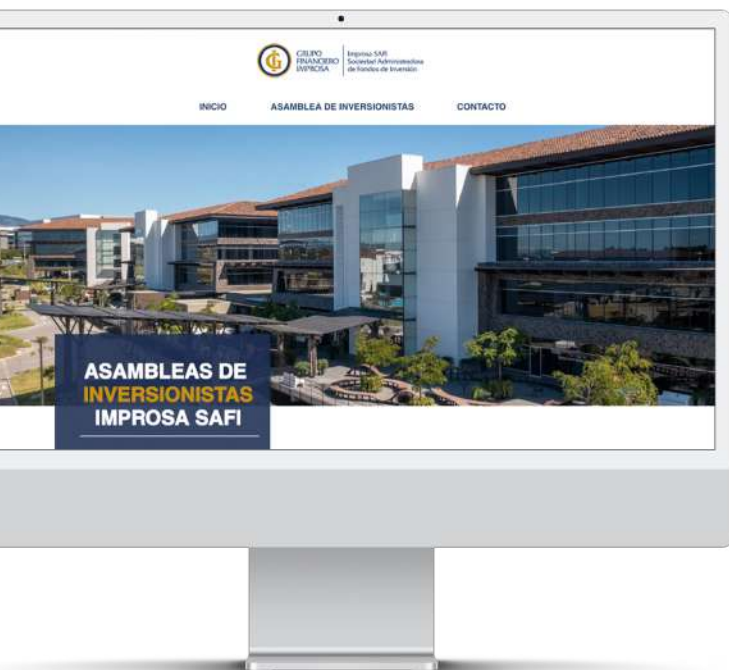 GRUPO
FINANCIERO
IMPROSA
Improsa SAFI
Sociedad Administradora
de Fondos de Inversión
INICIO ASAMBLEA DE INVERSIONISTAS CONTACTO
ASAMBLEAS DE
INVERSIONISTAS
IMPROSA SAFI